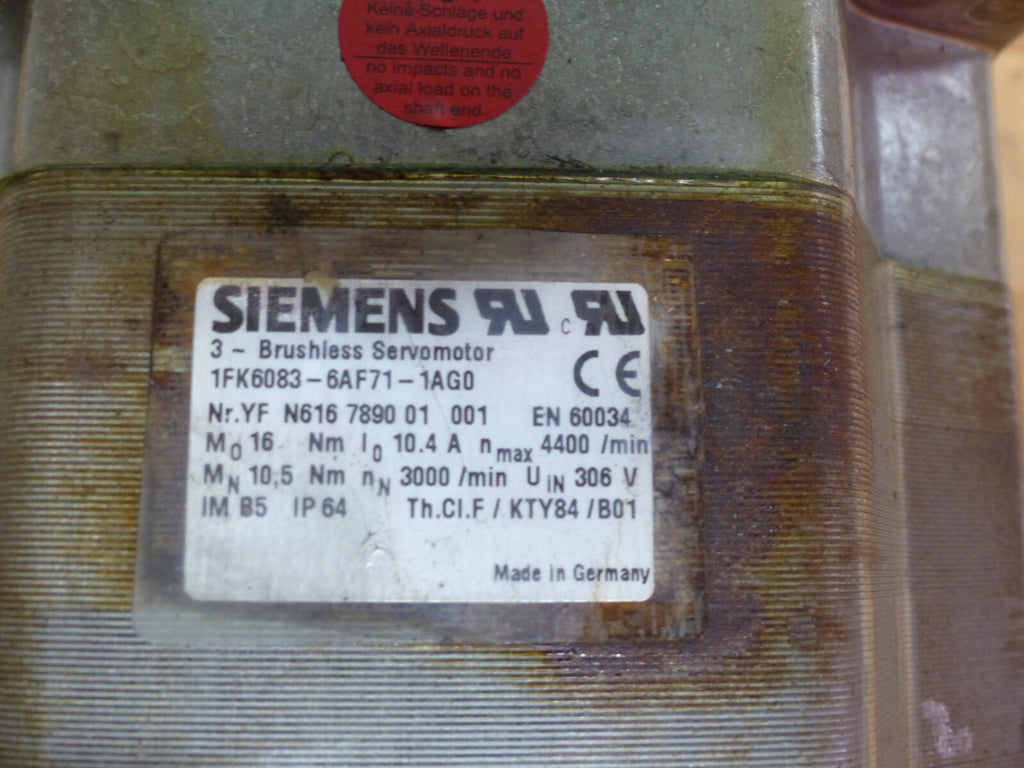 Keine Schläge und
kein Axialdruck auf
das Wellenende
no impacts and no
axial load on the
shaft end
SIEMENS RU c RU
3 ~ Brushless Servomotor
1FK6083-6AF71-1AG0 CE
Nr.YF N616 7890 01 001 EN 60034
M0 16 Nm I0 10.4 A nmax 4400 /min
MN 10,5 Nm nN 3000 /min UiN 306 V
IM B5 IP 64 Th.Cl.F / KTY84 /B01
Made in Germany